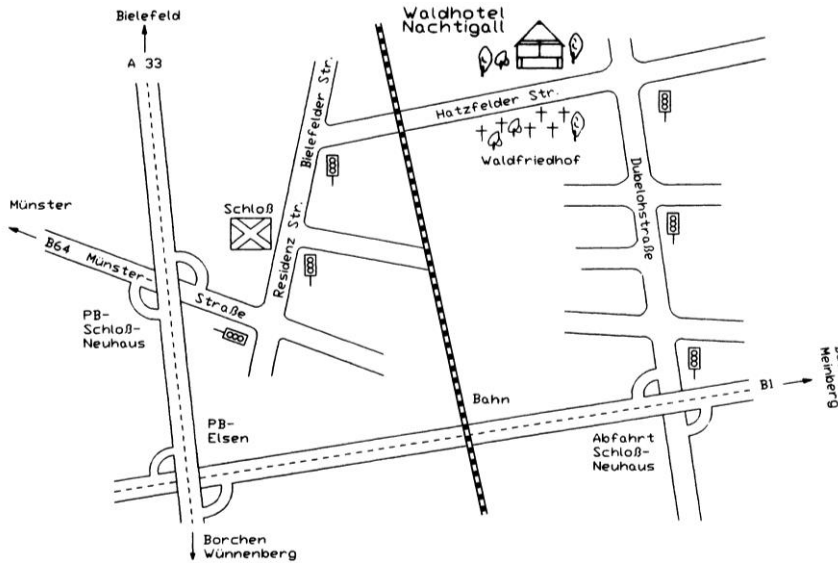 Waldhotel
Nachtigall
Bielefeld
A 33
Bielefelder Str.
Hatzfelder Str.
Waldfriedhof
Dubelohstraße
Münster
Schloß
B64 Münster-
Straße
Residenz Str.
PB-
Schloß-
Neuhaus
PB-
Elsen
Bahn
B1
Meinberg
Abfahrt
Schloß-
Neuhaus
Borchen
Wünnenberg